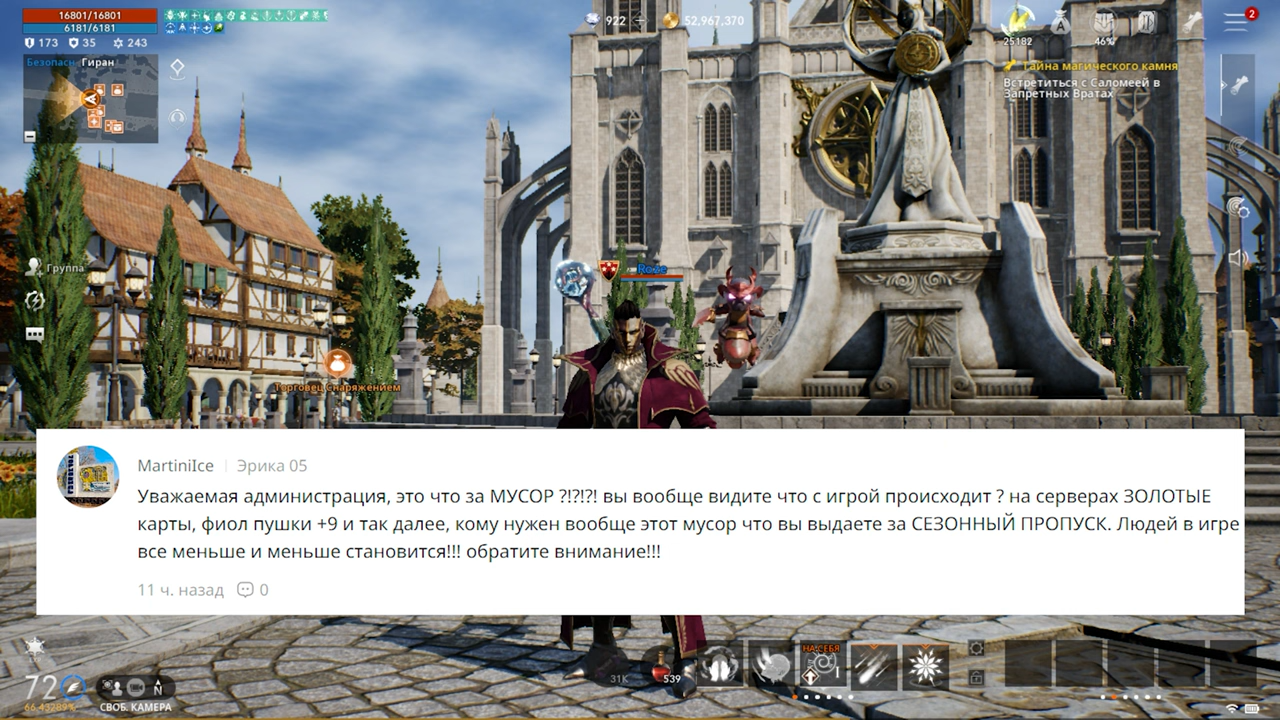 16801/16801
6181/6181
173 35 243
Безопасн Гиран
922
52,967,370
25182
A
46%
2
Тайна магического камня
Встретиться с Саломеей в
Запретных Вратах
Группа
Roze
Торговец снаряжением
MartiniIce | Эрика 05
Уважаемая администрация, это что за МУСОР ?!?!?! вы вообще видите что с игрой происходит ? на серверах ЗОЛОТЫЕ
карты, фиол пушки +9 и так далее, кому нужен вообще этот мусор что вы выдаете за СЕЗОННЫЙ ПРОПУСК. Людей в игре
все меньше и меньше становится!!! обратите внимание!!!
11 ч. назад 0
НА СЕБЯ
31K
539
1
72
N
66.43289%
СВОБ. КАМЕРА